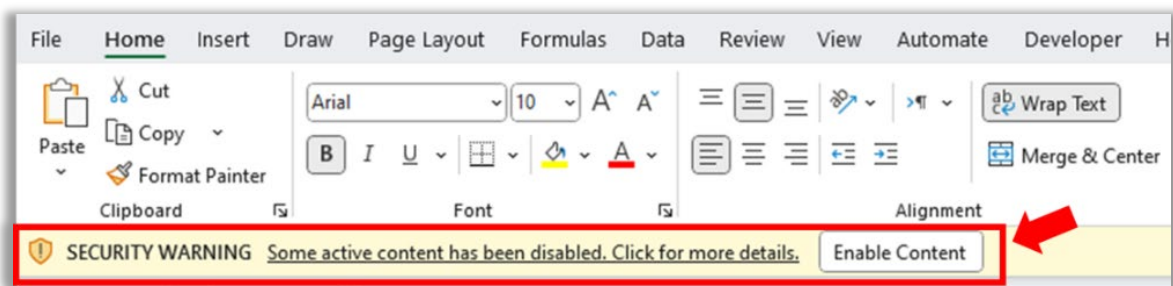 File Home Insert Draw Page Layout Formulas Data Review View Automate Developer H
Cut
Arial 10 A A ab Wrap Text
Copy
Paste
B I U A Merge & Center
Format Painter
Clipboard Font Alignment
SECURITY WARNING Some active content has been disabled. Click for more details. Enable Content